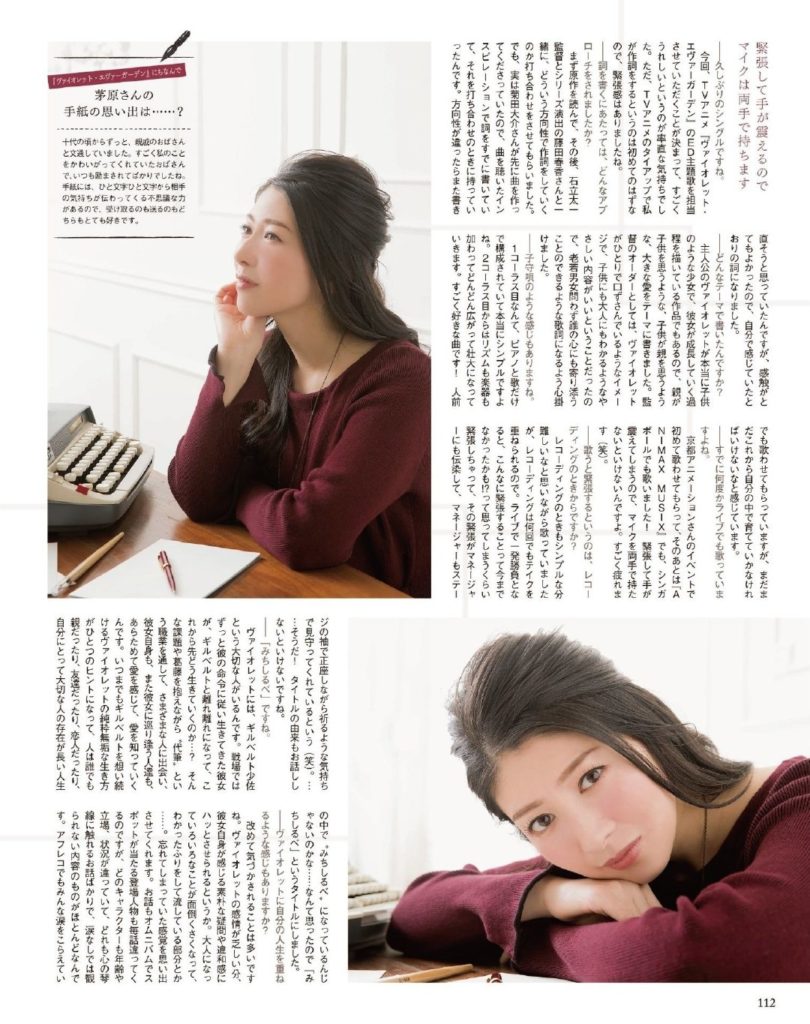 緊張して手が震えるので
マイクは両手で持ちます
――久しぶりのシングルですね。
今回、TVアニメ『ヴァイオレット・
エヴァーガーデン』のED主題歌を担当
させていただくことが決まって、すごく
うれしいというのが率直な気持ちでし
た。ただ、TVアニメのタイアップで私
が作詞をするというのは初めてのはずな
ので、緊張感はありましたね。
――詞を書くにあたっては、どんなアプ
ローチをされましたか？
まず原作を読んで、その後、石立太一
監督とシリーズ演出の藤田春香さんと一
緒に、どういう方向性で作詞をしていく
のか打ち合わせをさせてもらいました。
でも、実は菊田大介さんが先に曲を作っ
てくださっていたので、曲を聴いたイン
スピレーションで詞をすでに書いてい
て、それを打ち合わせのときに持ってい
ったんです。方向性が違ったらまた書き
直そうと思っていたんですが、感触がと
てもよかったので、自分で感じていたと
おりの詞になりました。
――どんなテーマで書いたんですか？
主人公のヴァイオレットが本当に子供
のような少女で、彼女が成長していく過
程を描いている作品でもあるので、親が
子供を思うような、子供が親を思うよう
な、大きな愛をテーマに書きました。監
督のオーダーとしては、ヴァイオレット
がひとりで口ずさんでいるようなイメー
ジで、子供にも大人にもわかるようなや
さしい内容がいいということだったの
で、老若男女問わず誰の心にも寄り添う
ことのできるような歌詞になるよう心掛
けました。
――子守唄のような感じもありますね。
1コーラス目なんて、ピアノと歌だけ
で構成されていて本当にシンプルですよ
ね。2コーラス目からはリズムも楽器も
加わってどんどん広がって壮大になって
いきます。すごく好きな曲です！　人前
でも歌わせてもらっていますが、まだま
だこれから自分の中で育てていかなけれ
ばいけないなと感じています。
――すでに何度かライブでも歌っていま
すよね。
京都アニメーションさんのイベントで
初めて歌わせてもらって、そのあとは『A
NIMAX MUSIX』でも、シンガ
ポールでも歌いました！　緊張して手が
震えてしまうので、マイクを両手で持た
ないといけないんですよ。すごく疲れま
す（笑）。
――歌うと緊張するというのは、レコー
ディングのときからですか？
レコーディングのときもシンプルな分
難しいなと思いながら歌っていました
が、レコーディングは何回でもテイクを
重ねられるので。ライブで一発勝負とな
ると、こんなに緊張することって今まで
なかったかも!?って思ってしまうくらい
緊張しちゃって、その緊張がマネージャ
ーにも伝染して、マネージャーもステー
ジの袖で正座しながら祈るような気持ち
で見守ってくれているという（笑）。…
…そうだ！　タイトルの由来もお話しし
ないといけないですね。
――「みちしるべ」ですね。
ヴァイオレットには、ギルベルト少佐
という大切な人がいるんです。戦場では
ずっと彼の命令に従い生きてきた彼女
が、ギルベルトと離れ離れになって、こ
れから先どう生きていくのか…？　そん
な課題や葛藤を抱えながら“代筆”とい
う職業を通して、さまざまな人に出会い、
彼女自身も、また彼女に巡り逢う人達も、
あらためて愛を感じて、愛を知っていく
んです。いつまでもギルベルトを想い続
けるヴァイオレットの純粋無垢な生き方
がひとつのヒントになって、人は誰でも
親だったり、友達だったり、恋人だったり、
自分にとって大切な人の存在が長い人生
の中で“みちしるべ”になっているんじ
ゃないのかな……なんて思ったので「み
ちしるべ」というタイトルにしました。
――ヴァイオレットに自分の人生を重ね
るような感じもありますか？
改めて気づかされることは多いです
ね。ヴァイオレットの感情が乏しい分、
彼女自身が感じる素朴な疑問や違和感に
ハッとさせられるというか。大人になっ
ていろいろなことが面倒くさくなって、
わかったふりをして流している部分とか
……。忘れてしまっていた感覚を思い出
させてくれます。お話もオムニバムでス
ポットが当たる登場人物も毎話違ってく
るのですが、どのキャラクターも年齢や
立場、状況が違っていて、どれも心の琴
線に触れるお話ばかりで、涙なしでは観
られない内容のものがほとんどなんで
す。アフレコでもみんな涙をこらえてい
『ヴァイオレット・エヴァーガーデン』にちなんで
茅原さんの
手紙の思い出は……？
十代の頃からずっと、親戚のおばさん
と文通していました。すごく私のこと
をかわいがってくれていたおばさん
で、いつも励まされてばかりでしたね。
手紙には、ひと文字ひと文字から相手
の気持ちが伝わってくる不思議な力
があるので、受け取るのも送るのもど
ちらもとても好きです。
112